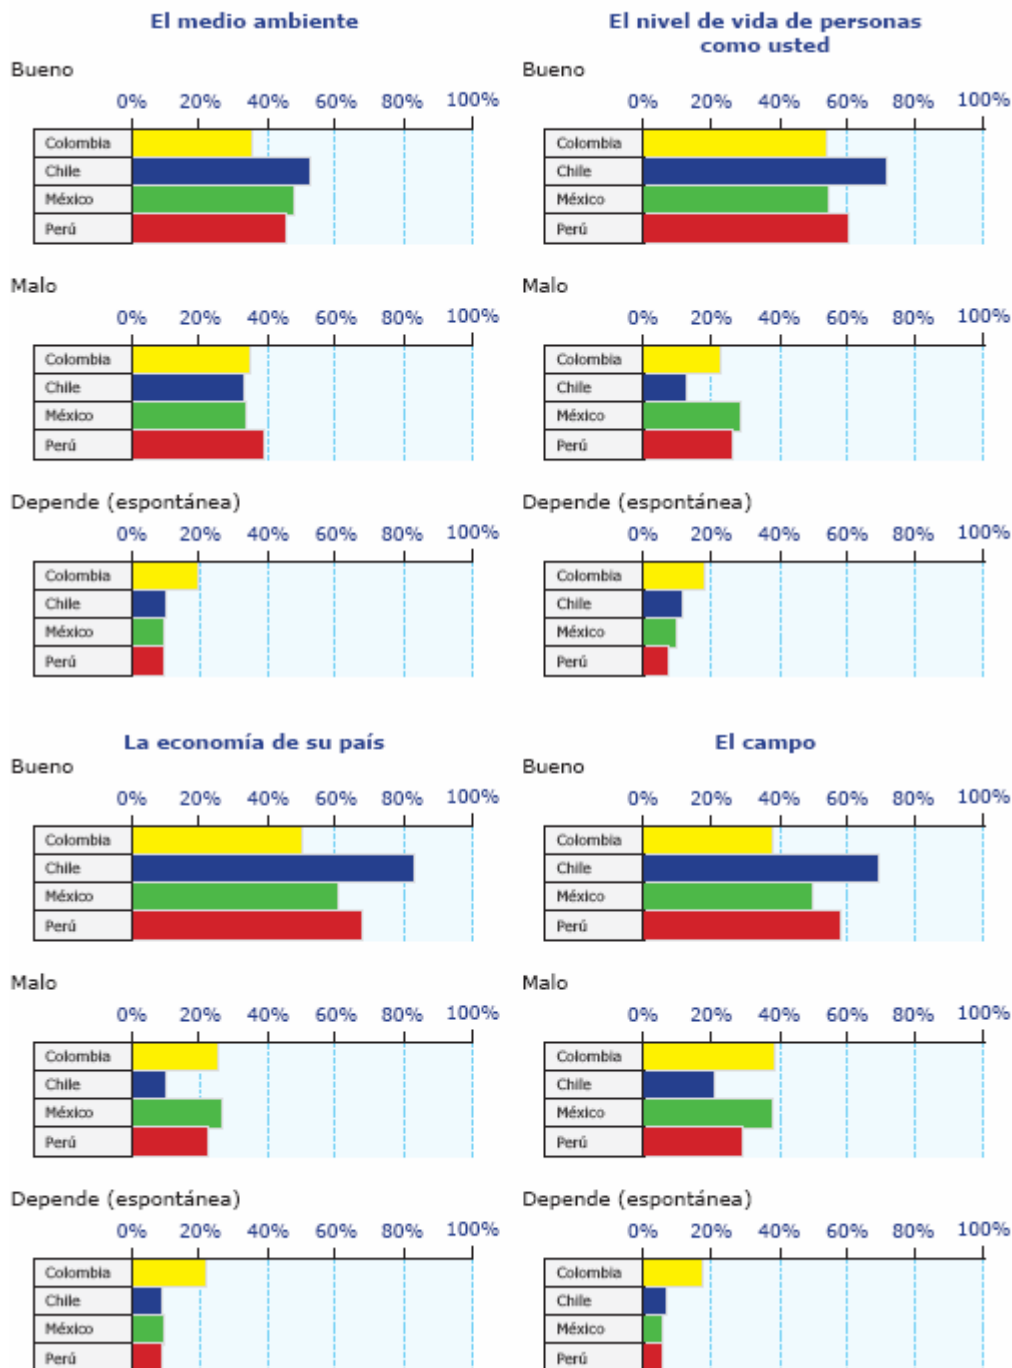 El medio ambiente
Bueno
0% 20% 40% 60% 80% 100%
Colombia
Chile
México
Perú
Malo
0% 20% 40% 60% 80% 100%
Colombia
Chile
México
Perú
Depende (espontánea)
0% 20% 40% 60% 80% 100%
Colombia
Chile
México
Perú
El nivel de vida de personas
como usted
Bueno
0% 20% 40% 60% 80% 100%
Colombia
Chile
México
Perú
Malo
0% 20% 40% 60% 80% 100%
Colombia
Chile
México
Perú
Depende (espontánea)
0% 20% 40% 60% 80% 100%
Colombia
Chile
México
Perú
La economía de su país
Bueno
0% 20% 40% 60% 80% 100%
Colombia
Chile
México
Perú
Malo
0% 20% 40% 60% 80% 100%
Colombia
Chile
México
Perú
Depende (espontánea)
0% 20% 40% 60% 80% 100%
Colombia
Chile
México
Perú
El campo
Bueno
0% 20% 40% 60% 80% 100%
Colombia
Chile
México
Perú
Malo
0% 20% 40% 60% 80% 100%
Colombia
Chile
México
Perú
Depende (espontánea)
0% 20% 40% 60% 80% 100%
Colombia
Chile
México
Perú